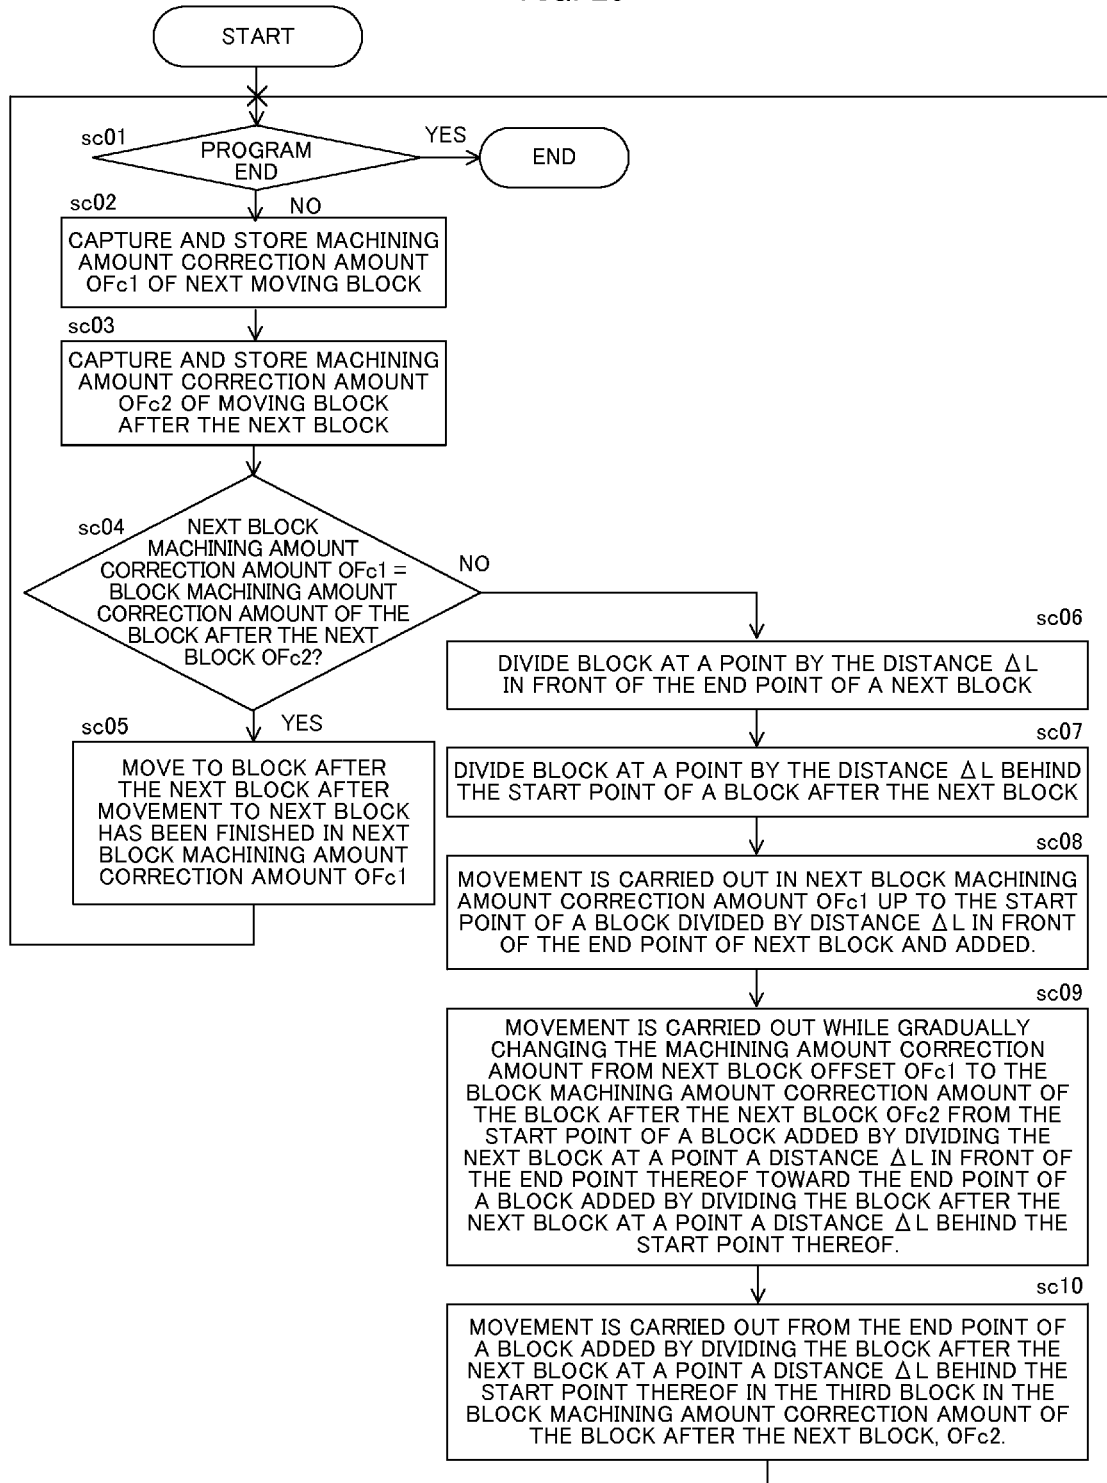 START
sc01
PROGRAM
END
YES
END
NO
sc02
CAPTURE AND STORE MACHINING
AMOUNT CORRECTION AMOUNT
OFc1 OF NEXT MOVING BLOCK
sc03
CAPTURE AND STORE MACHINING
AMOUNT CORRECTION AMOUNT
OFc2 OF MOVING BLOCK
AFTER THE NEXT BLOCK
sc04
NEXT BLOCK
MACHINING AMOUNT
CORRECTION AMOUNT OFc1 =
BLOCK MACHINING AMOUNT
CORRECTION AMOUNT OF THE
BLOCK AFTER THE NEXT
BLOCK OFc2?
NO
YES
sc05
MOVE TO BLOCK AFTER
THE NEXT BLOCK AFTER
MOVEMENT TO NEXT BLOCK
HAS BEEN FINISHED IN NEXT
BLOCK MACHINING AMOUNT
CORRECTION AMOUNT OFc1
sc06
DIVIDE BLOCK AT A POINT BY THE DISTANCE ΔL
IN FRONT OF THE END POINT OF A NEXT BLOCK
sc07
DIVIDE BLOCK AT A POINT BY THE DISTANCE ΔL BEHIND
THE START POINT OF A BLOCK AFTER THE NEXT BLOCK
sc08
MOVEMENT IS CARRIED OUT IN NEXT BLOCK MACHINING
AMOUNT CORRECTION AMOUNT OFc1 UP TO THE START
POINT OF A BLOCK DIVIDED BY DISTANCE ΔL IN FRONT
OF THE END POINT OF NEXT BLOCK AND ADDED.
sc09
MOVEMENT IS CARRIED OUT WHILE GRADUALLY
CHANGING THE MACHINING AMOUNT CORRECTION
AMOUNT FROM NEXT BLOCK OFFSET OFc1 TO THE
BLOCK MACHINING AMOUNT CORRECTION AMOUNT OF
THE BLOCK AFTER THE NEXT BLOCK OFc2 FROM THE
START POINT OF A BLOCK ADDED BY DIVIDING THE
NEXT BLOCK AT A POINT A DISTANCE ΔL IN FRONT OF
THE END POINT THEREOF TOWARD THE END POINT OF
A BLOCK ADDED BY DIVIDING THE BLOCK AFTER THE
NEXT BLOCK AT A POINT A DISTANCE ΔL BEHIND THE
START POINT THEREOF.
sc10
MOVEMENT IS CARRIED OUT FROM THE END POINT OF
A BLOCK ADDED BY DIVIDING THE BLOCK AFTER THE
NEXT BLOCK AT A POINT A DISTANCE ΔL BEHIND THE
START POINT THEREOF IN THE THIRD BLOCK IN THE
BLOCK MACHINING AMOUNT CORRECTION AMOUNT OF
THE BLOCK AFTER THE NEXT BLOCK, OFc2.